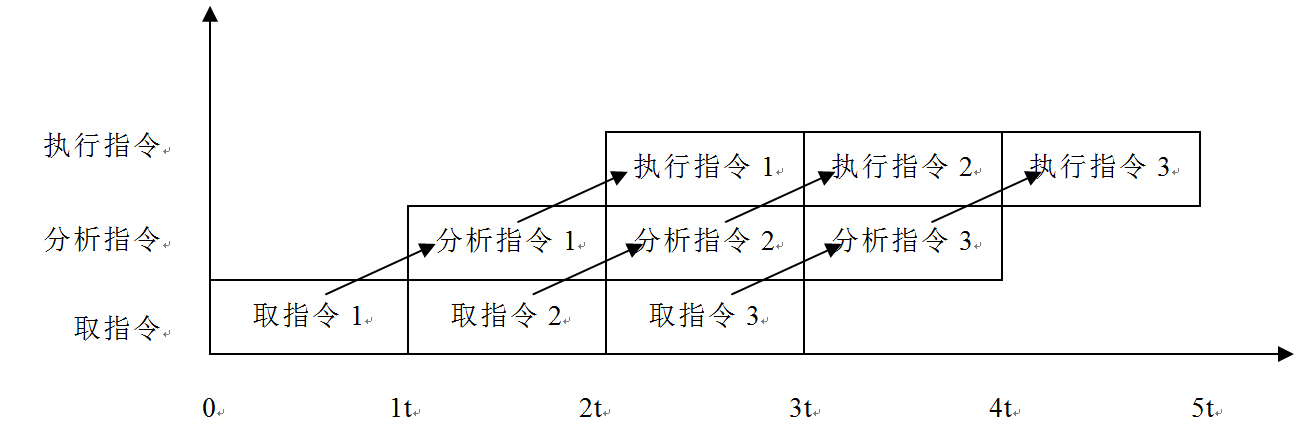 执行指令 执行指令 1 执行指令 2 执行指令 3
分析指令 分析指令 1 分析指令 2 分析指令 3
取指令 取指令 1 取指令 2 取指令 3
0 1t 2t 3t 4t 5t